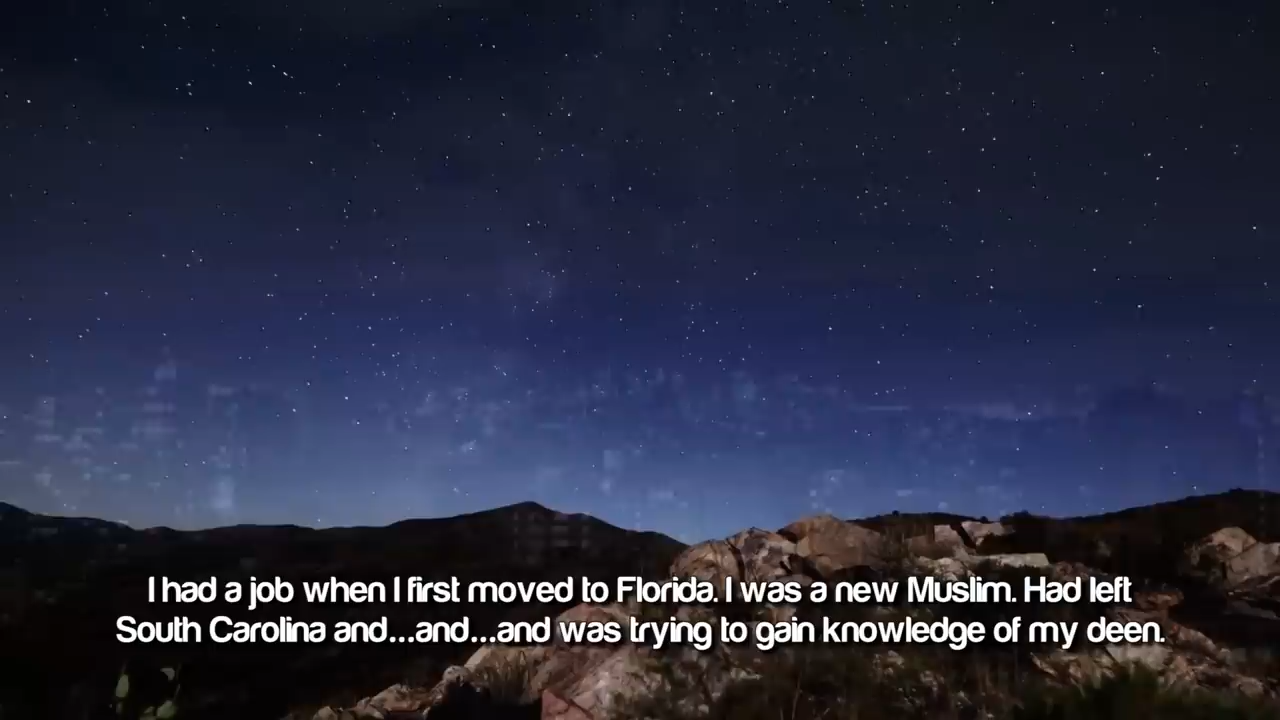 I had a job when I first moved to Florida. I was a new Muslim. Had left
South Carolina and...and...and was trying to gain knowledge of my deen.